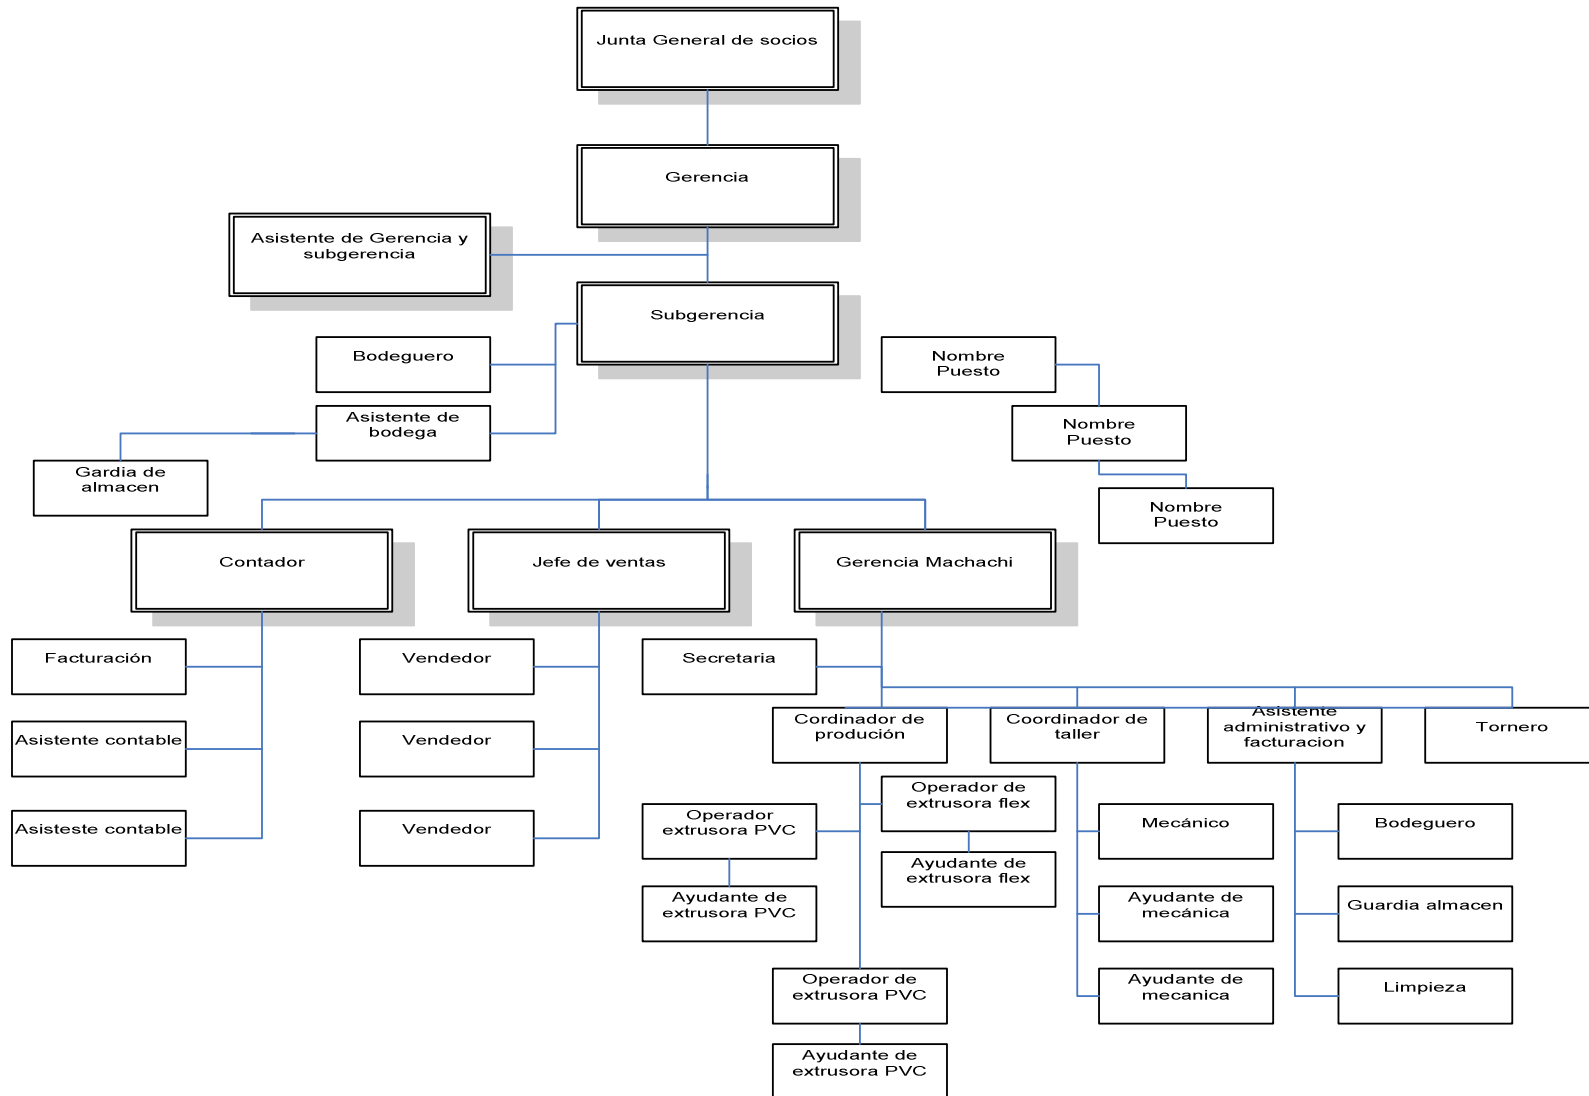 Junta General de socios
Gerencia
Asistente de Gerencia y
subgerencia
Subgerencia
Bodeguero
Nombre
Puesto
Asistente de
bodega
Nombre
Puesto
Gardia de
almacen
Nombre
Puesto
Contador
Jefe de ventas
Gerencia Machachi
Facturación
Vendedor
Secretaria
Cordinador de
produción
Coordinador de
taller
Asistente
administrativo y
facturacion
Tornero
Asistente contable
Vendedor
Operador de
extrusora flex
Operador
extrusora PVC
Mecánico
Bodeguero
Asisteste contable
Vendedor
Ayudante de
extrusora flex
Ayudante de
extrusora PVC
Ayudante de
mecánica
Guardia almacen
Operador de
extrusora PVC
Ayudante de
mecanica
Limpieza
Ayudante de
extrusora PVC